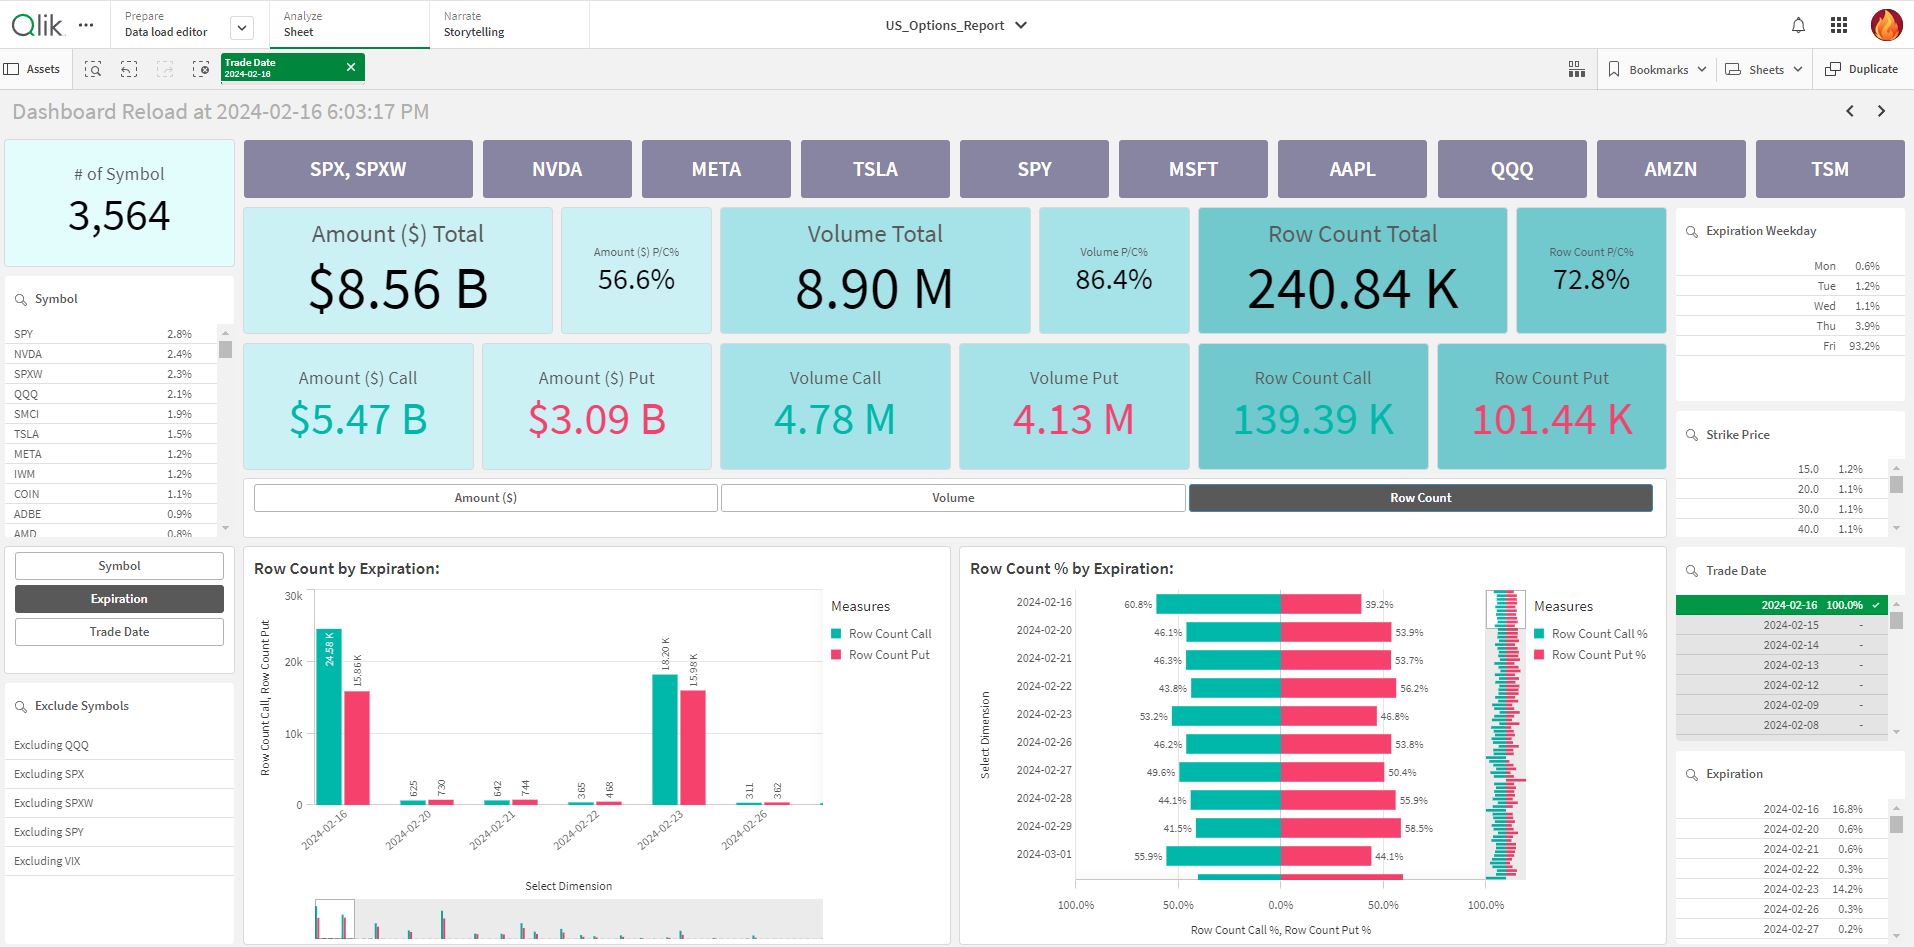 Qlik
Prepare
Data load editor
Analyze
Sheet
Narrate
Storytelling
US_Options_Report
Assets
Trade Date
2024-02-16
Bookmarks
Sheets
Duplicate
Dashboard Reload at 2024-02-16 6:03:17 PM
# of Symbol
3,564
SPX, SPXW
NVDA
META
TSLA
SPY
MSFT
AAPL
QQQ
AMZN
TSM
Amount ($) Total
$8.56 B
Amount ($) P/C%
56.6%
Volume Total
8.90 M
Volume P/C%
86.4%
Row Count Total
240.84 K
Row Count P/C%
72.8%
Amount ($) Call
$5.47 B
Amount ($) Put
$3.09 B
Volume Call
4.78 M
Volume Put
4.13 M
Row Count Call
139.39 K
Row Count Put
101.44 K
Symbol
SPY 2.8%
NVDA 2.4%
SPXW 2.3%
QQQ 2.1%
SMCI 1.9%
TSLA 1.5%
META 1.2%
IWM 1.2%
COIN 1.1%
ADBE 0.9%
AMD 0.8%
Expiration Weekday
Mon 0.6%
Tue 1.2%
Wed 1.1%
Thu 3.9%
Fri 93.2%
Strike Price
15.0 1.2%
20.0 1.1%
30.0 1.1%
40.0 1.1%
Amount ($)
Volume
Row Count
Symbol
Expiration
Trade Date
Exclude Symbols
Excluding QQQ
Excluding SPX
Excluding SPXW
Excluding SPY
Excluding VIX
Row Count by Expiration:
Row Count Call, Row Count Put
30k
20k
10k
0
24.58 K
15.86 K
625
730
642
744
365
468
18.20 K
15.98 K
311
362
2024-02-16
2024-02-20
2024-02-21
2024-02-22
2024-02-23
2024-02-26
Select Dimension
Measures
Row Count Call
Row Count Put
Row Count % by Expiration:
Select Dimension
2024-02-16 60.8% 39.2%
2024-02-20 46.1% 53.9%
2024-02-21 46.3% 53.7%
2024-02-22 43.8% 56.2%
2024-02-23 53.2% 46.8%
2024-02-26 46.2% 53.8%
2024-02-27 49.6% 50.4%
2024-02-28 44.1% 55.9%
2024-02-29 41.5% 58.5%
2024-03-01 55.9% 44.1%
100.0% 50.0% 0.0% 50.0% 100.0%
Row Count Call %, Row Count Put %
Measures
Row Count Call %
Row Count Put %
Trade Date
2024-02-16 100.0%
2024-02-15 -
2024-02-14 -
2024-02-13 -
2024-02-12 -
2024-02-09 -
2024-02-08 -
Expiration
2024-02-16 16.8%
2024-02-20 0.6%
2024-02-21 0.6%
2024-02-22 0.3%
2024-02-23 14.2%
2024-02-26 0.3%
2024-02-27 0.2%